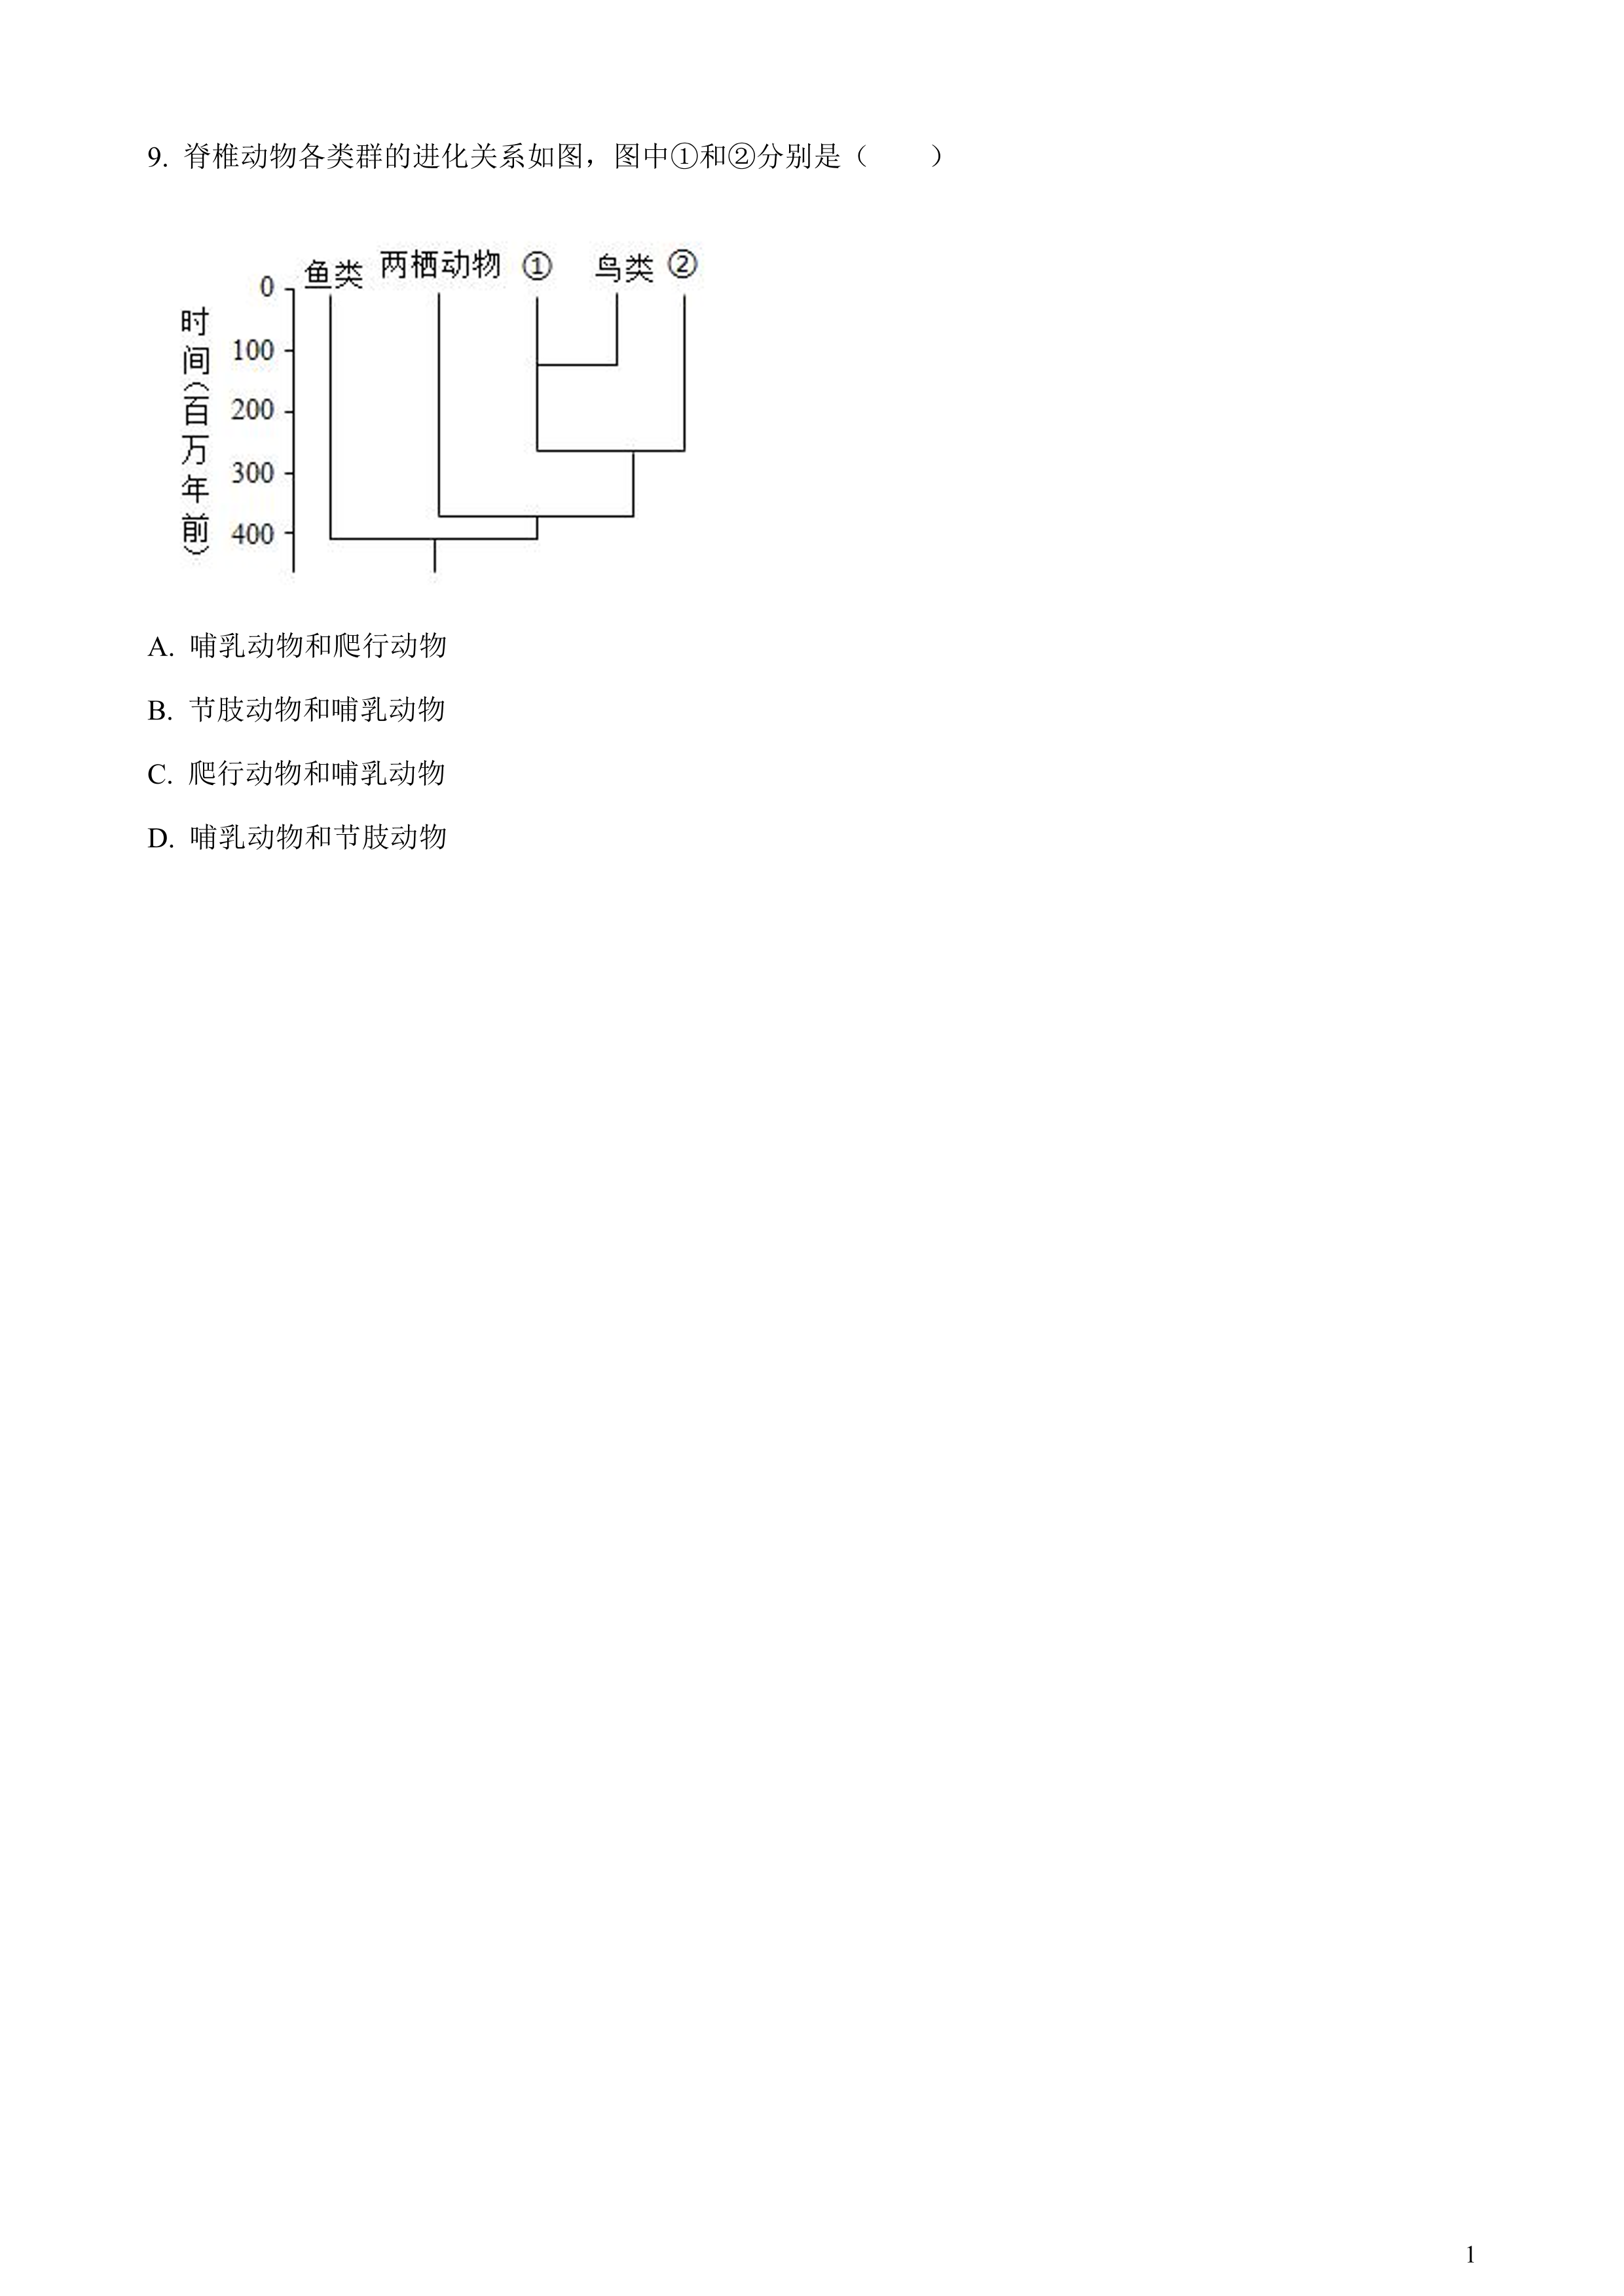 9. 脊椎动物各类群的进化关系如图，图中①和②分别是（　　）
鱼类 两栖动物 ① 鸟类 ②
时间（百万年前）
0
100
200
300
400
A. 哺乳动物和爬行动物
B. 节肢动物和哺乳动物
C. 爬行动物和哺乳动物
D. 哺乳动物和节肢动物
1